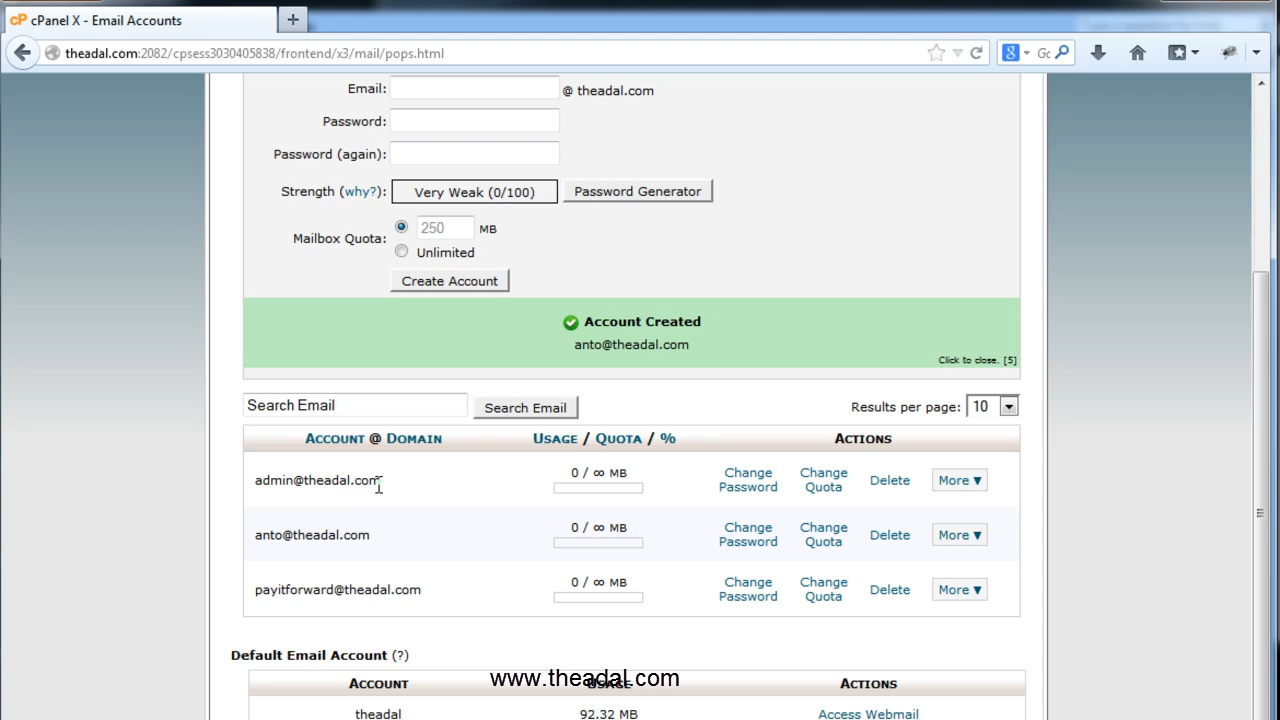 cP cPanel X - Email Accounts
theadal.com:2082/cpsess3030405838/frontend/x3/mail/pops.html
Email: @ theadal.com
Password:
Password (again):
Strength (why?): Very Weak (0/100) Password Generator
Mailbox Quota: 250 MB
Unlimited
Create Account
Account Created
anto@theadal.com
Click to close. [5]
Search Email Search Email Results per page: 10
ACCOUNT @ DOMAIN USAGE / QUOTA / % ACTIONS
admin@theadal.com 0 / ∞ MB Change Password Change Quota Delete More ▼
anto@theadal.com 0 / ∞ MB Change Password Change Quota Delete More ▼
payitforward@theadal.com 0 / ∞ MB Change Password Change Quota Delete More ▼
Default Email Account (?)
www.theadal.com
ACCOUNT USAGE ACTIONS
theadal 92.32 MB Access Webmail